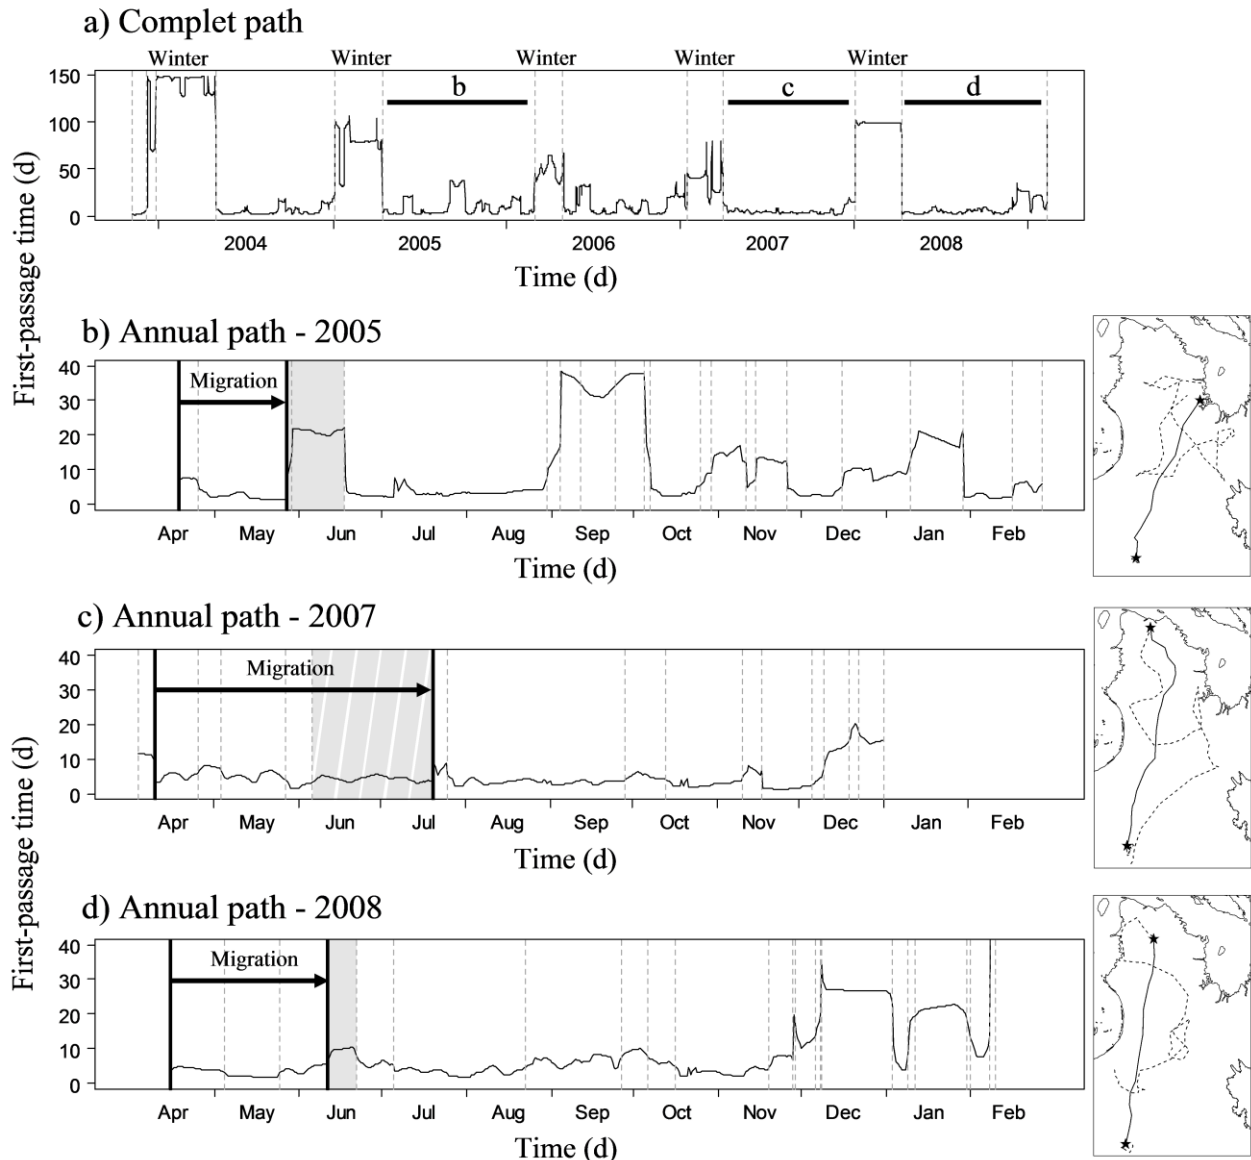 a) Complet path
Winter Winter Winter Winter Winter
b c d
150
100
50
0
2004 2005 2006 2007 2008
Time (d)
First-passage time (d)
b) Annual path - 2005
Migration
40
30
20
10
0
Apr May Jun Jul Aug Sep Oct Nov Dec Jan Feb
Time (d)
c) Annual path - 2007
Migration
40
30
20
10
0
Apr May Jun Jul Aug Sep Oct Nov Dec Jan Feb
Time (d)
First-passage time (d)
d) Annual path - 2008
Migration
40
30
20
10
0
Apr May Jun Jul Aug Sep Oct Nov Dec Jan Feb
Time (d)